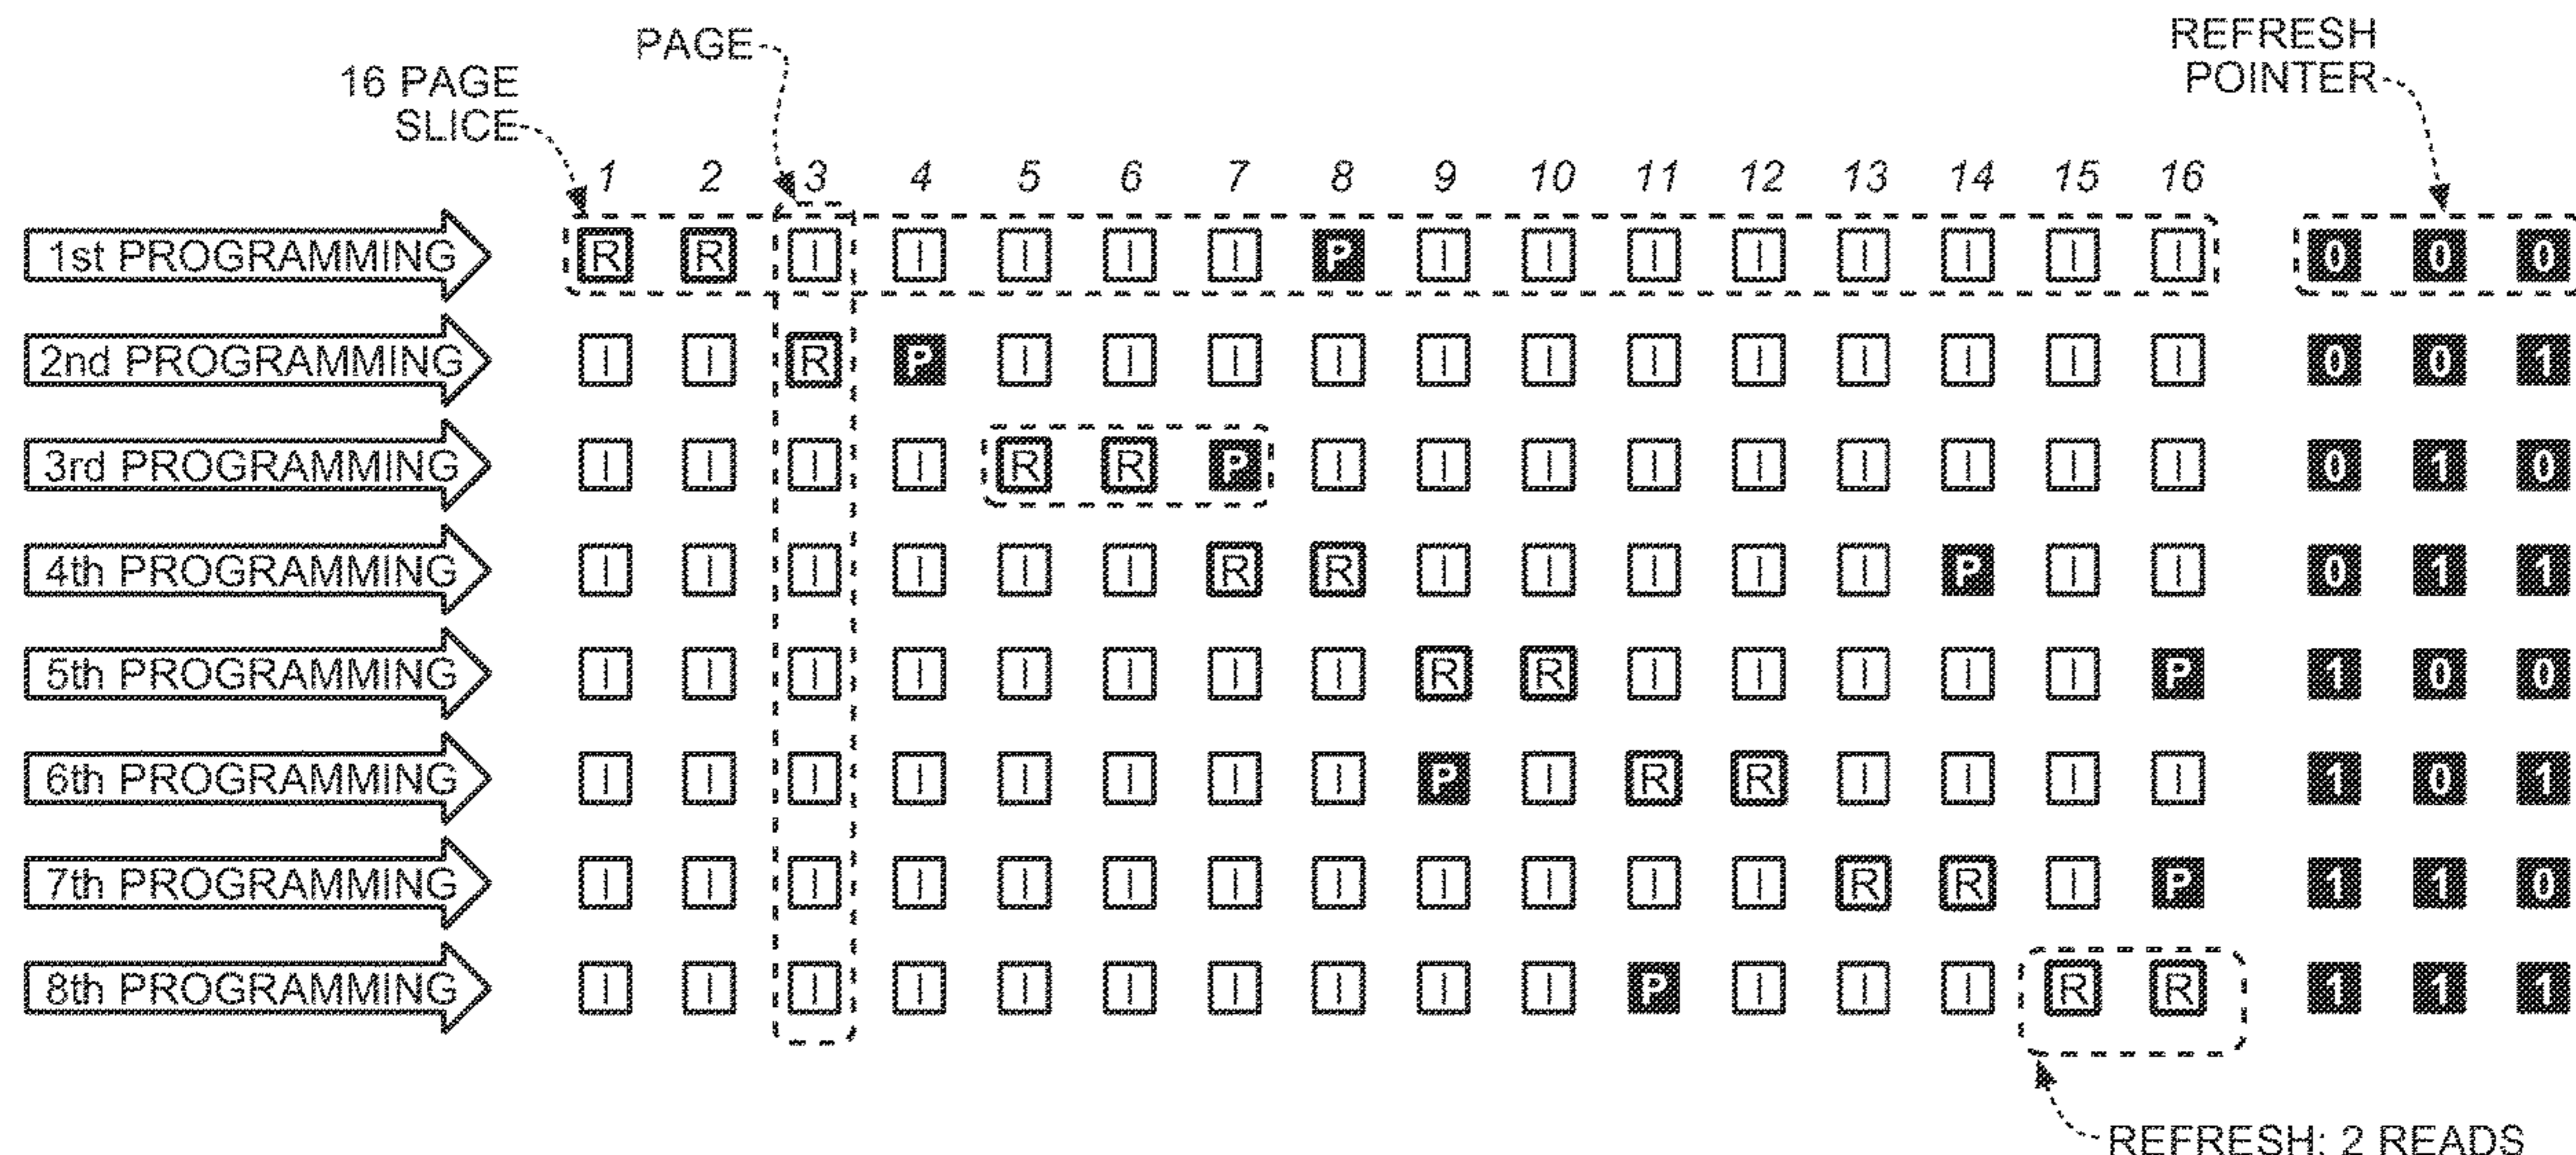 PAGE
REFRESH
POINTER
16 PAGE
SLICE
1 2 3 4 5 6 7 8 9 10 11 12 13 14 15 16
1st PROGRAMMING R R I I I I I P I I I I I I I I 0 0 0
2nd PROGRAMMING I I R P I I I I I I I I I I I I 0 0 1
3rd PROGRAMMING I I I I R R P I I I I I I I I I 0 1 0
4th PROGRAMMING I I I I I I R R I I I I I P I I 0 1 1
5th PROGRAMMING I I I I I I I I R R I I I I I P 1 0 0
6th PROGRAMMING I I I I I I I I P I R R I I I I 1 0 1
7th PROGRAMMING I I I I I I I I I I I I R R I P 1 1 0
8th PROGRAMMING I I I I I I I I I I P I I I R R 1 1 1
REFRESH: 2 READS